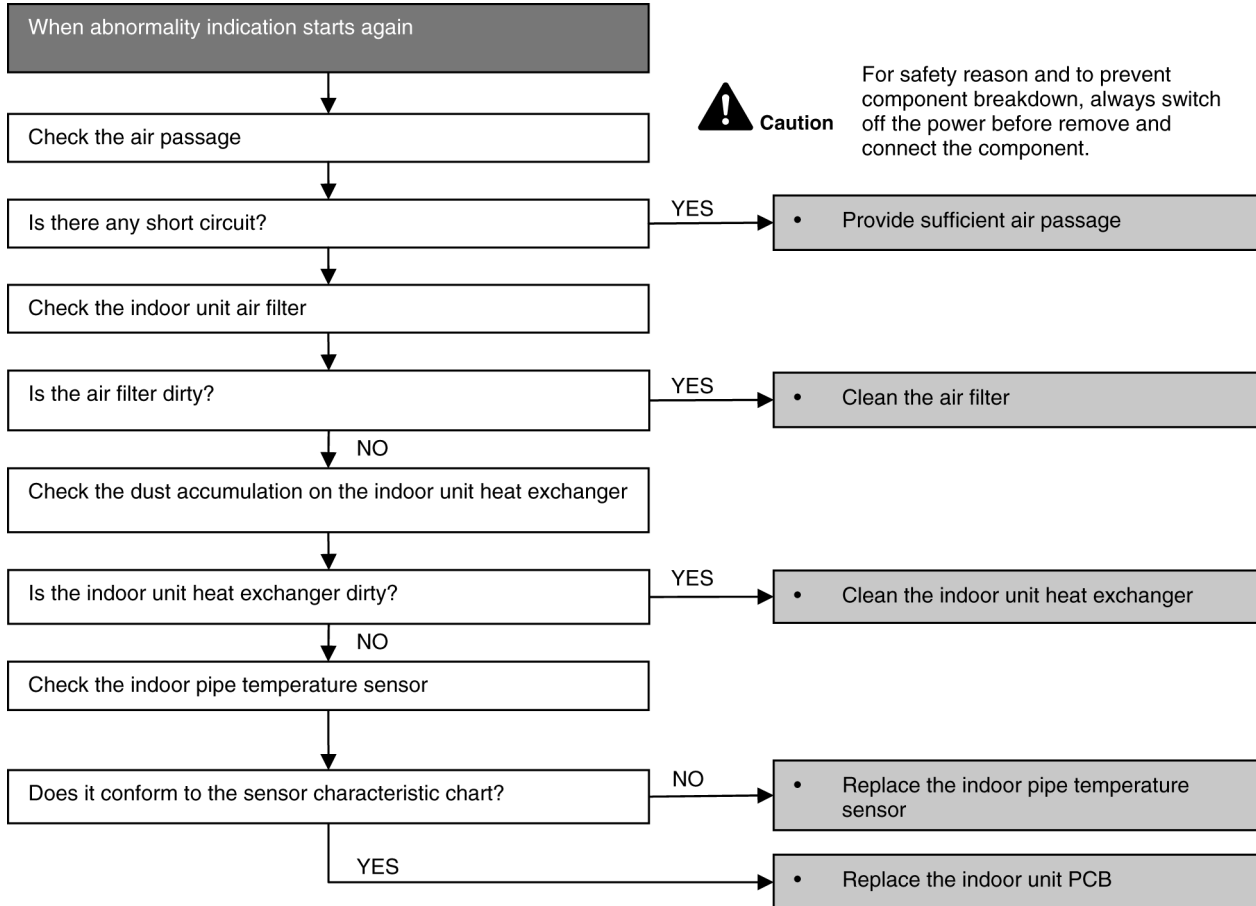 When abnormality indication starts again
Caution
For safety reason and to prevent
component breakdown, always switch
off the power before remove and
connect the component.
Check the air passage
Is there any short circuit?
YES
• Provide sufficient air passage
Check the indoor unit air filter
Is the air filter dirty?
YES
• Clean the air filter
NO
Check the dust accumulation on the indoor unit heat exchanger
Is the indoor unit heat exchanger dirty?
YES
• Clean the indoor unit heat exchanger
NO
Check the indoor pipe temperature sensor
Does it conform to the sensor characteristic chart?
NO
• Replace the indoor pipe temperature
sensor
YES
• Replace the indoor unit PCB